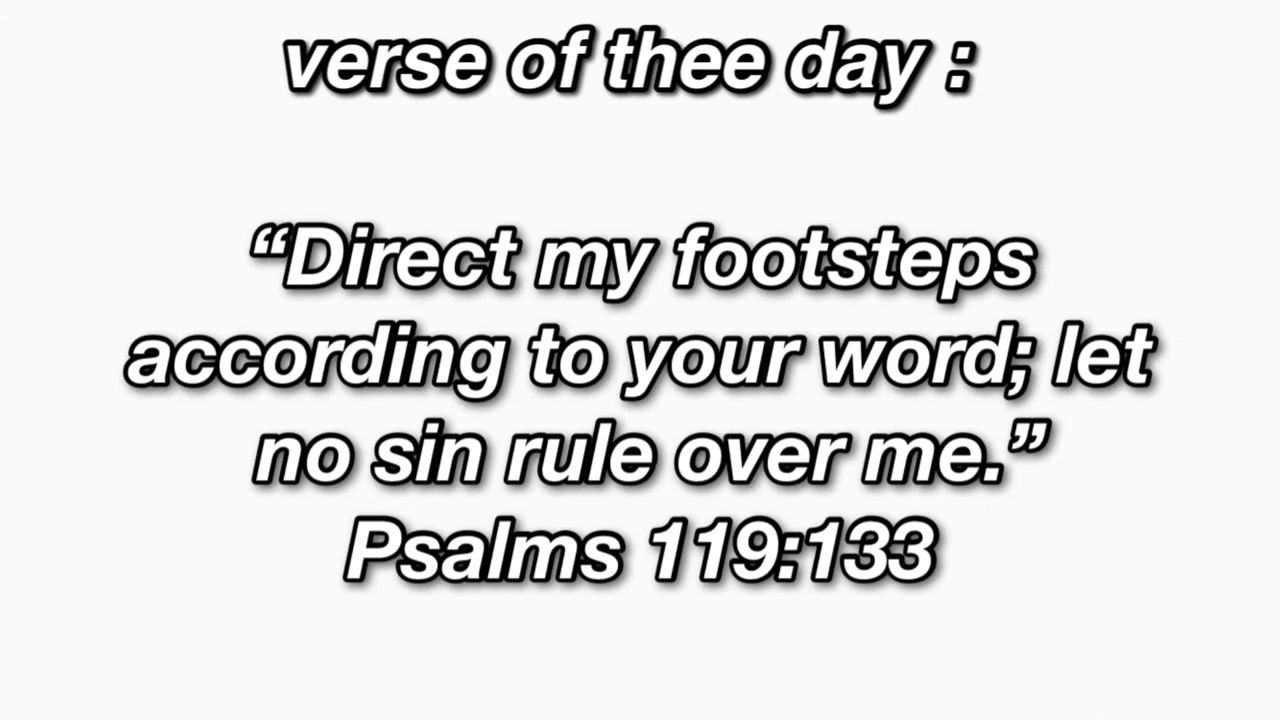 verse of thee day :
“Direct my footsteps
according to your word; let
no sin rule over me.”
Psalms 119:133